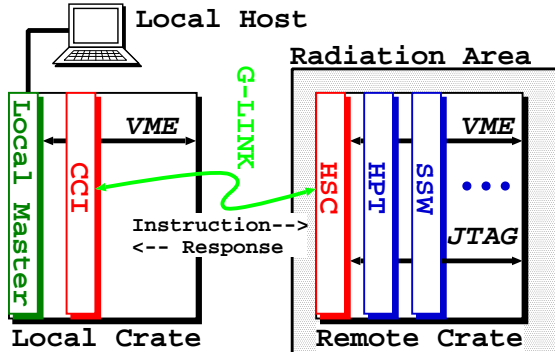 Local Host
Radiation Area
G-LINK
Local Master
CCI
VME
HSC
HPT
SSW
VME
Instruction-->
<-- Response
JTAG
Local Crate
Remote Crate